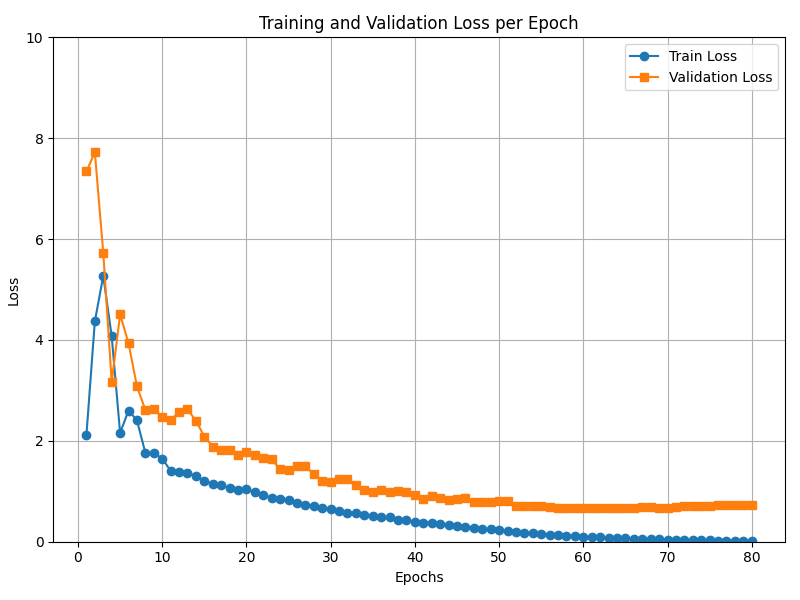 Training and Validation Loss per Epoch
Train Loss
Validation Loss
Loss
10
8
6
4
2
0
0 10 20 30 40 50 60 70 80
Epochs